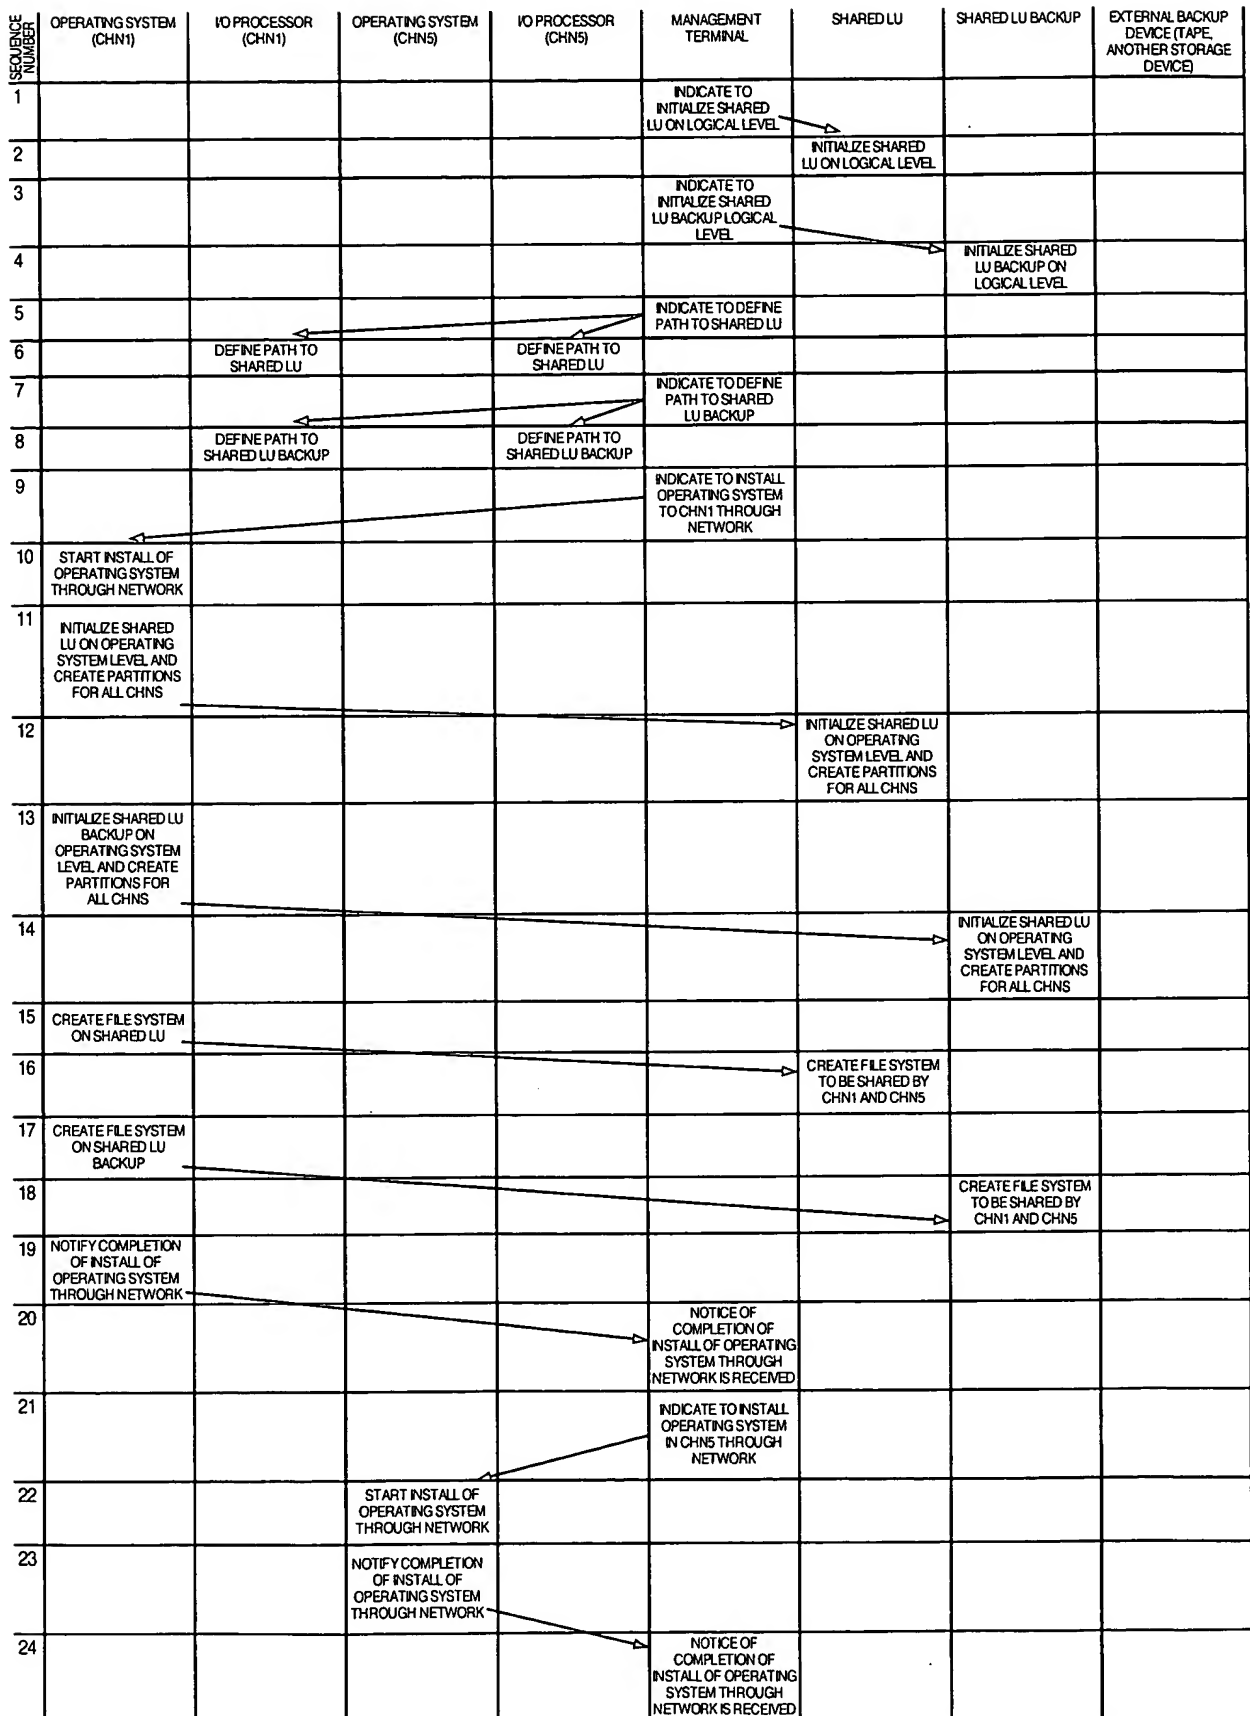 SEQUENCE
NUMBER
OPERATING SYSTEM
(CHN1)
I/O PROCESSOR
(CHN1)
OPERATING SYSTEM
(CHN5)
I/O PROCESSOR
(CHN5)
MANAGEMENT
TERMINAL
SHARED LU
SHARED LU BACKUP
EXTERNAL BACKUP
DEVICE (TAPE,
ANOTHER STORAGE
DEVICE)
1
INDICATE TO
INITIALIZE SHARED
LU ON LOGICAL LEVEL
2
INITIALIZE SHARED
LU ON LOGICAL LEVEL
3
INDICATE TO
INITIALIZE SHARED
LU BACKUP LOGICAL
LEVEL
4
INITIALIZE SHARED
LU BACKUP ON
LOGICAL LEVEL
5
INDICATE TO DEFINE
PATH TO SHARED LU
6
DEFINE PATH TO
SHARED LU
DEFINE PATH TO
SHARED LU
7
INDICATE TO DEFINE
PATH TO SHARED
LU BACKUP
8
DEFINE PATH TO
SHARED LU BACKUP
DEFINE PATH TO
SHARED LU BACKUP
9
INDICATE TO INSTALL
OPERATING SYSTEM
TO CHN1 THROUGH
NETWORK
10
START INSTALL OF
OPERATING SYSTEM
THROUGH NETWORK
11
INITIALIZE SHARED
LU ON OPERATING
SYSTEM LEVEL AND
CREATE PARTITIONS
FOR ALL CHNS
12
INITIALIZE SHARED LU
ON OPERATING
SYSTEM LEVEL AND
CREATE PARTITIONS
FOR ALL CHNS
13
INITIALIZE SHARED LU
BACKUP ON
OPERATING SYSTEM
LEVEL AND CREATE
PARTITIONS FOR
ALL CHNS
14
INITIALIZE SHARED LU
ON OPERATING
SYSTEM LEVEL AND
CREATE PARTITIONS
FOR ALL CHNS
15
CREATE FILE SYSTEM
ON SHARED LU
16
CREATE FILE SYSTEM
TO BE SHARED BY
CHN1 AND CHN5
17
CREATE FILE SYSTEM
ON SHARED LU
BACKUP
18
CREATE FILE SYSTEM
TO BE SHARED BY
CHN1 AND CHN5
19
NOTIFY COMPLETION
OF INSTALL OF
OPERATING SYSTEM
THROUGH NETWORK
20
NOTICE OF
COMPLETION OF
INSTALL OF OPERATING
SYSTEM THROUGH
NETWORK IS RECEIVED
21
INDICATE TO INSTALL
OPERATING SYSTEM
IN CHN5 THROUGH
NETWORK
22
START INSTALL OF
OPERATING SYSTEM
THROUGH NETWORK
23
NOTIFY COMPLETION
OF INSTALL OF
OPERATING SYSTEM
THROUGH NETWORK
24
NOTICE OF
COMPLETION OF
INSTALL OF OPERATING
SYSTEM THROUGH
NETWORK IS RECEIVED